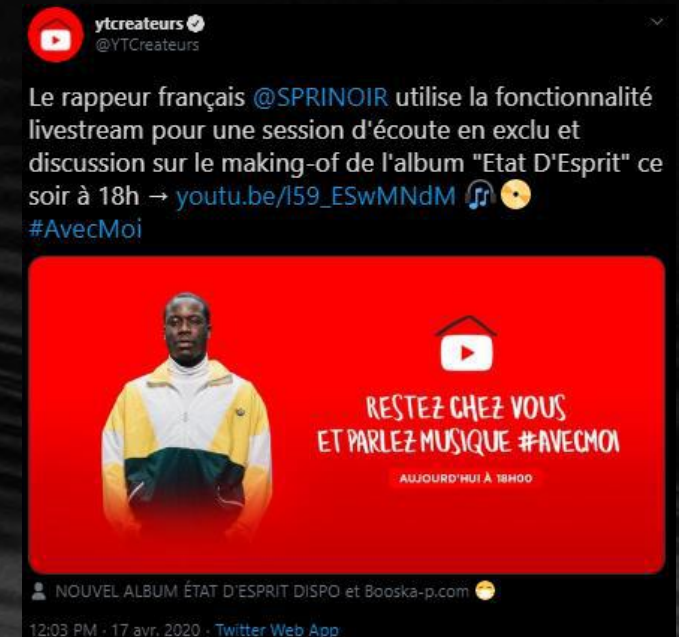 ytcreateurs
@YTCreateurs
Le rappeur français @SPRINOIR utilise la fonctionnalité
livestream pour une session d'écoute en exclu et
discussion sur le making-of de l'album "Etat D'Esprit" ce
soir à 18h → youtu.be/l59_ESwMNdM 🎧📀
#AvecMoi
RESTEZ CHEZ VOUS
ET PARLEZ MUSIQUE #AVECMOI
AUJOURD'HUI À 18H00
NOUVEL ALBUM ÉTAT D'ESPRIT DISPO et Booska-p.com 😷
12:03 PM · 17 avr. 2020 · Twitter Web App